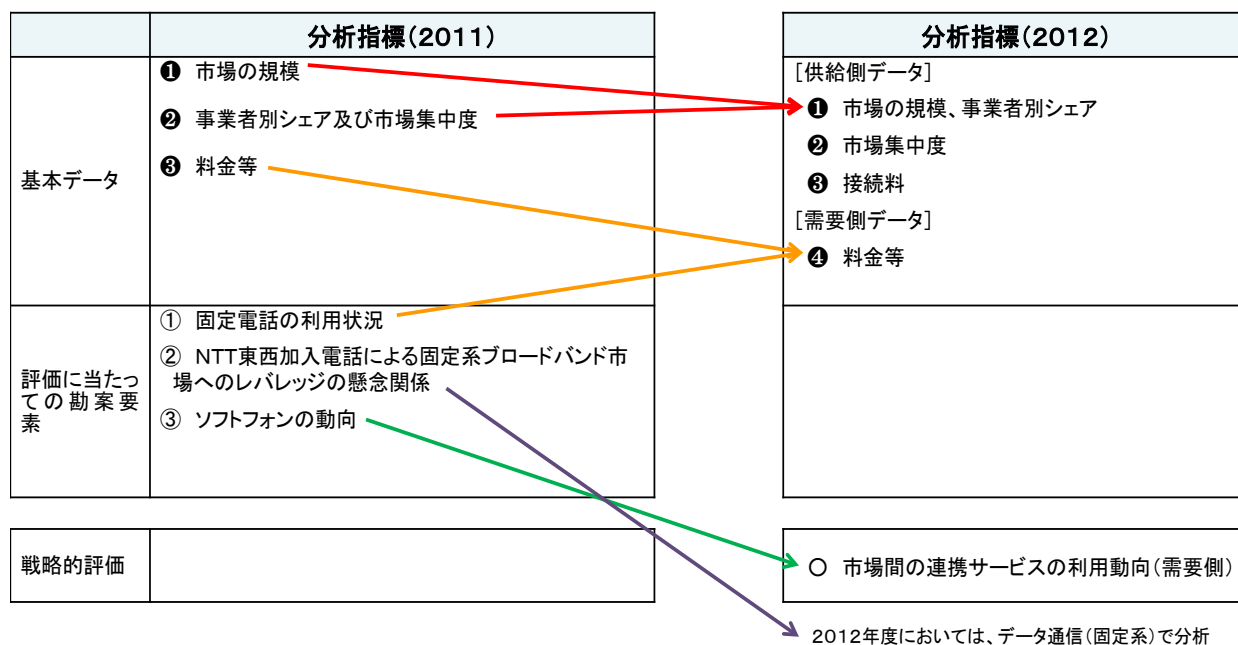 分析指標(2011)
基本データ
❶ 市場の規模
❷ 事業者別シェア及び市場集中度
❸ 料金等
評価に当たっ
ての勘案要
素
① 固定電話の利用状況
② NTT東西加入電話による固定系ブロードバンド市
場へのレバレッジの懸念関係
③ ソフトフォンの動向
戦略的評価
分析指標(2012)
[供給側データ]
❶ 市場の規模、事業者別シェア
❷ 市場集中度
❸ 接続料
[需要側データ]
❹ 料金等
○ 市場間の連携サービスの利用動向(需要側)
2012年度においては、データ通信(固定系)で分析